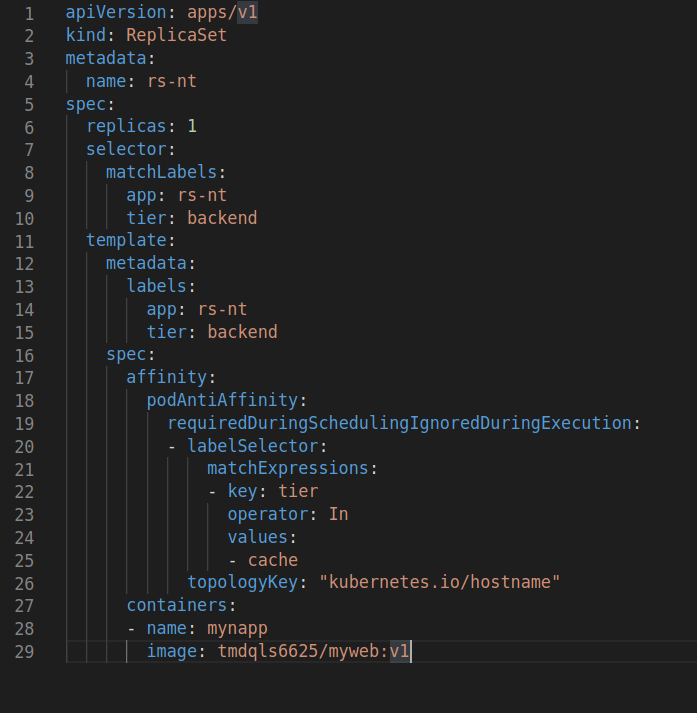 1 apiVersion: apps/v1
2 kind: ReplicaSet
3 metadata:
4   name: rs-nt
5 spec:
6   replicas: 1
7   selector:
8     matchLabels:
9       app: rs-nt
10       tier: backend
11   template:
12     metadata:
13       labels:
14         app: rs-nt
15         tier: backend
16     spec:
17       affinity:
18         podAntiAffinity:
19           requiredDuringSchedulingIgnoredDuringExecution:
20           - labelSelector:
21               matchExpressions:
22               - key: tier
23                 operator: In
24                 values:
25                 - cache
26             topologyKey: "kubernetes.io/hostname"
27       containers:
28       - name: mynapp
29         image: tmdqls6625/myweb:v1